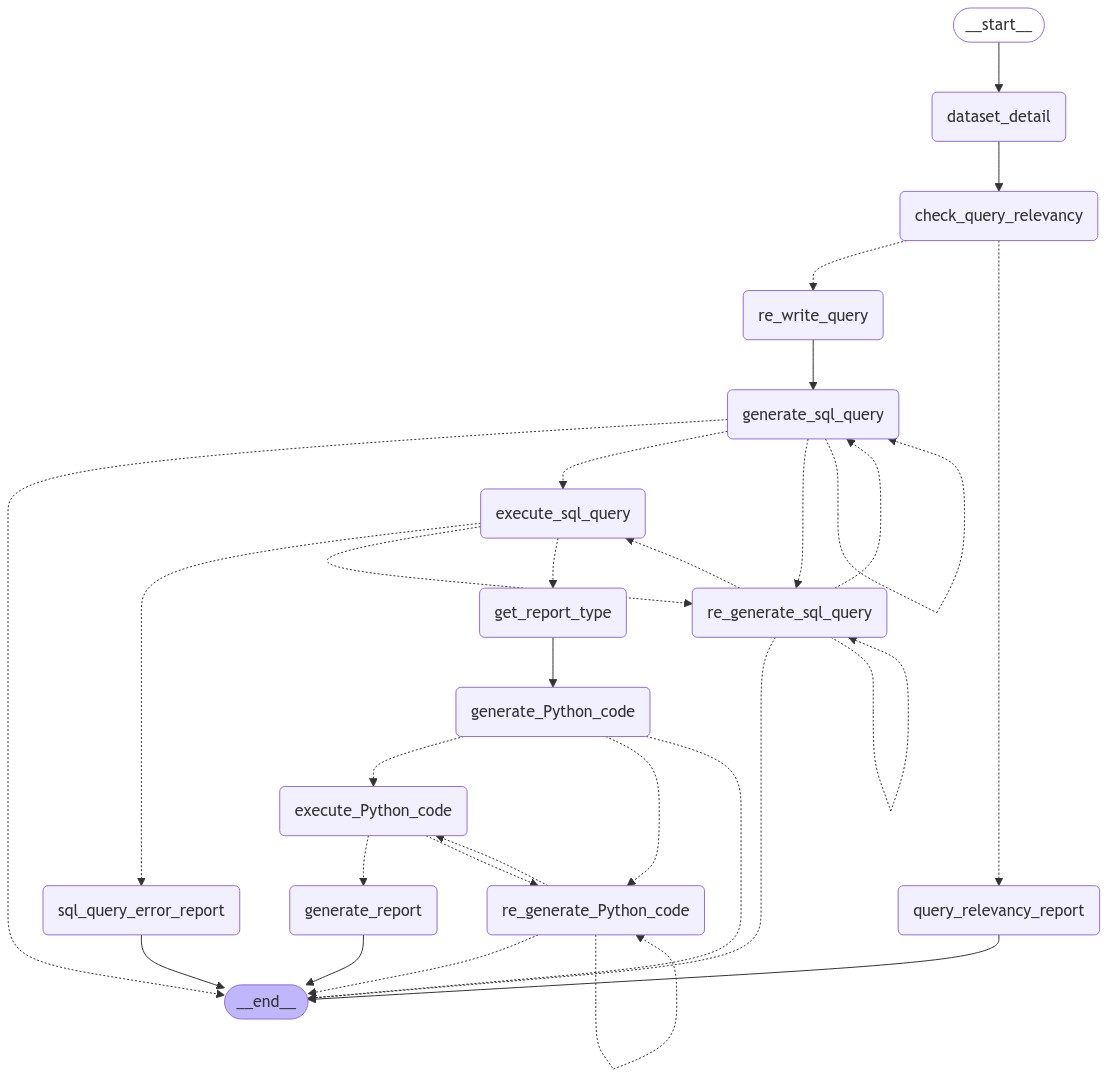 __start__
dataset_detail
check_query_relevancy
re_write_query
generate_sql_query
execute_sql_query
get_report_type
re_generate_sql_query
generate_Python_code
execute_Python_code
sql_query_error_report
generate_report
re_generate_Python_code
query_relevancy_report
__end__